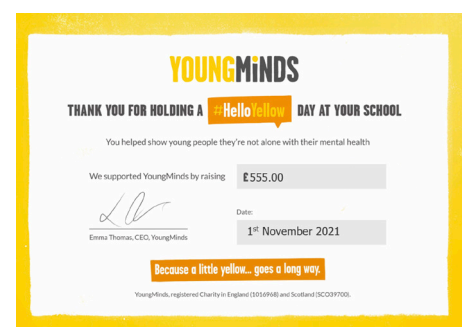 YOUNGMiNDS
THANK YOU FOR HOLDING A #HelloYellow DAY AT YOUR SCHOOL
You helped show young people they're not alone with their mental health
We supported YoungMinds by raising £555.00
Date:
1st November 2021
Emma Thomas, CEO, YoungMinds
Because a little yellow... goes a long way.
YoungMinds, registered Charity in England (1016968) and Scotland (SCO39700).